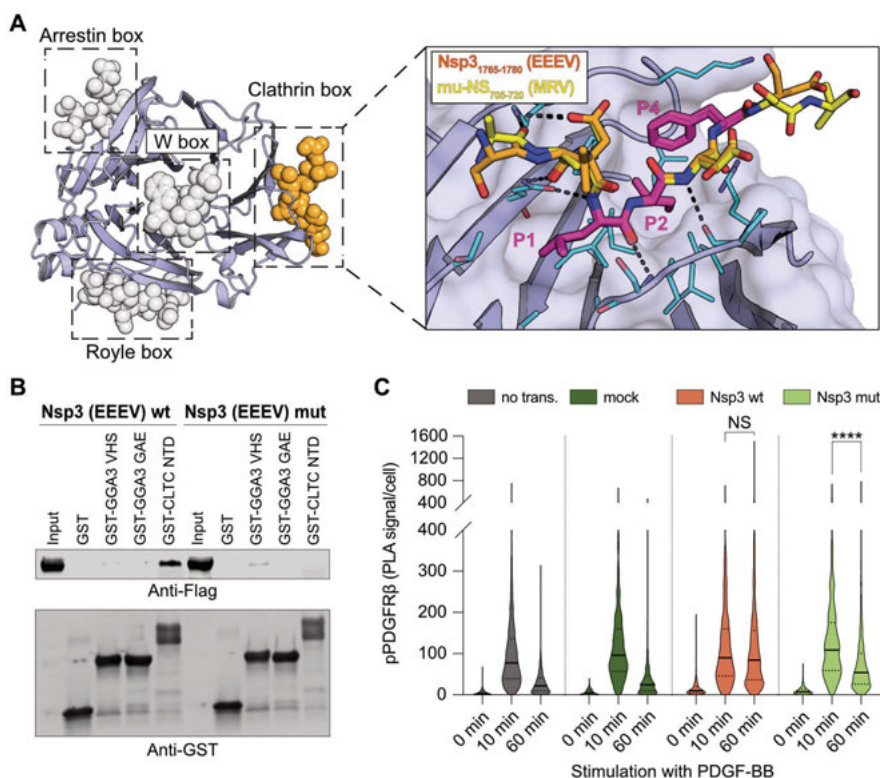 A
Arrestin box
Clathrin box
W box
Royle box
Nsp3₁₇₆₅₋₁₇₈₀ (EEEV)
mu-NS₇₀₅₋₇₂₀ (MRV)
P4
P2
P1
B
Nsp3 (EEEV) wt Nsp3 (EEEV) mut
Input
GST
GST-GGA3 VHS
GST-GGA3 GAE
GST-CLTC NTD
Input
GST
GST-GGA3 VHS
GST-GGA3 GAE
GST-CLTC NTD
Anti-Flag
Anti-GST
C
no trans. mock Nsp3 wt Nsp3 mut
pPDGFRβ (PLA signal/cell)
1600
1200
800
400
400
300
200
100
0
NS
****
0 min 10 min 60 min 0 min 10 min 60 min 0 min 10 min 60 min 0 min 10 min 60 min
Stimulation with PDGF-BB